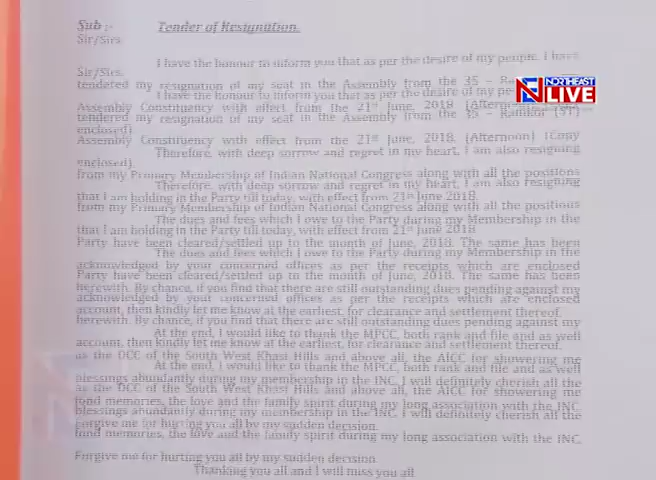 Sub :- Tender of Resignation.
Sir/Sirs
I have the honour to inform you that as per the desire of my people, I have
tendered my resignation of my seat in the Assembly from the 35 –
Assembly Constituency with effect from the 21st June, 2018 (Afternoon) (Copy
enclosed).
Therefore, with deep sorrow and regret in my heart, I am also resigning
from my Primary Membership of Indian National Congress along with all the positions
that I am holding in the Party till today, with effect from 21st June 2018
The dues and fees which I owe to the Party during my Membership in the
Party have been cleared/settled up to the month of June, 2018. The same has been
acknowledged by your concerned offices as per the receipts which are enclosed
herewith. By chance, if you find that there are still outstanding dues pending against my
account, then kindly let me know at the earliest, for clearance and settlement thereof.
At the end, I would like to thank the MPCC, both rank and file and as well
as the DCC of the South West Khasi Hills and above all, the AICC for showering me
blessings abundantly during my membership in the INC. I will definitely cherish all the
fond memories, the love and the family spirit during my long association with the INC.
Forgive me for hurting you all by my sudden decision.
Thanking you all and I will miss you all
NORTHEAST
LIVE